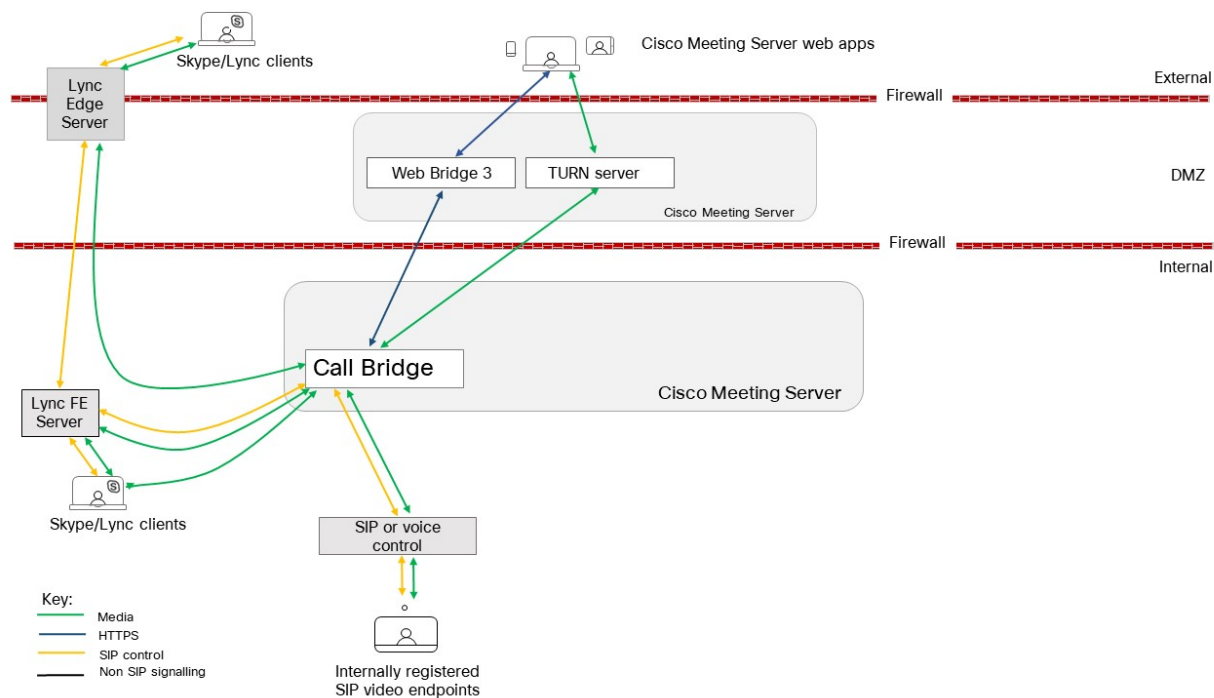 Skype/Lync clients
Cisco Meeting Server web apps
External
Lync
Edge
Server
Firewall
Web Bridge 3
TURN server
Cisco Meeting Server
DMZ
Firewall
Internal
Call Bridge
Cisco Meeting Server
Lync FE
Server
Skype/Lync clients
SIP or voice
control
Key:
Media
HTTPS
SIP control
Non SIP signalling
Internally registered
SIP video endpoints